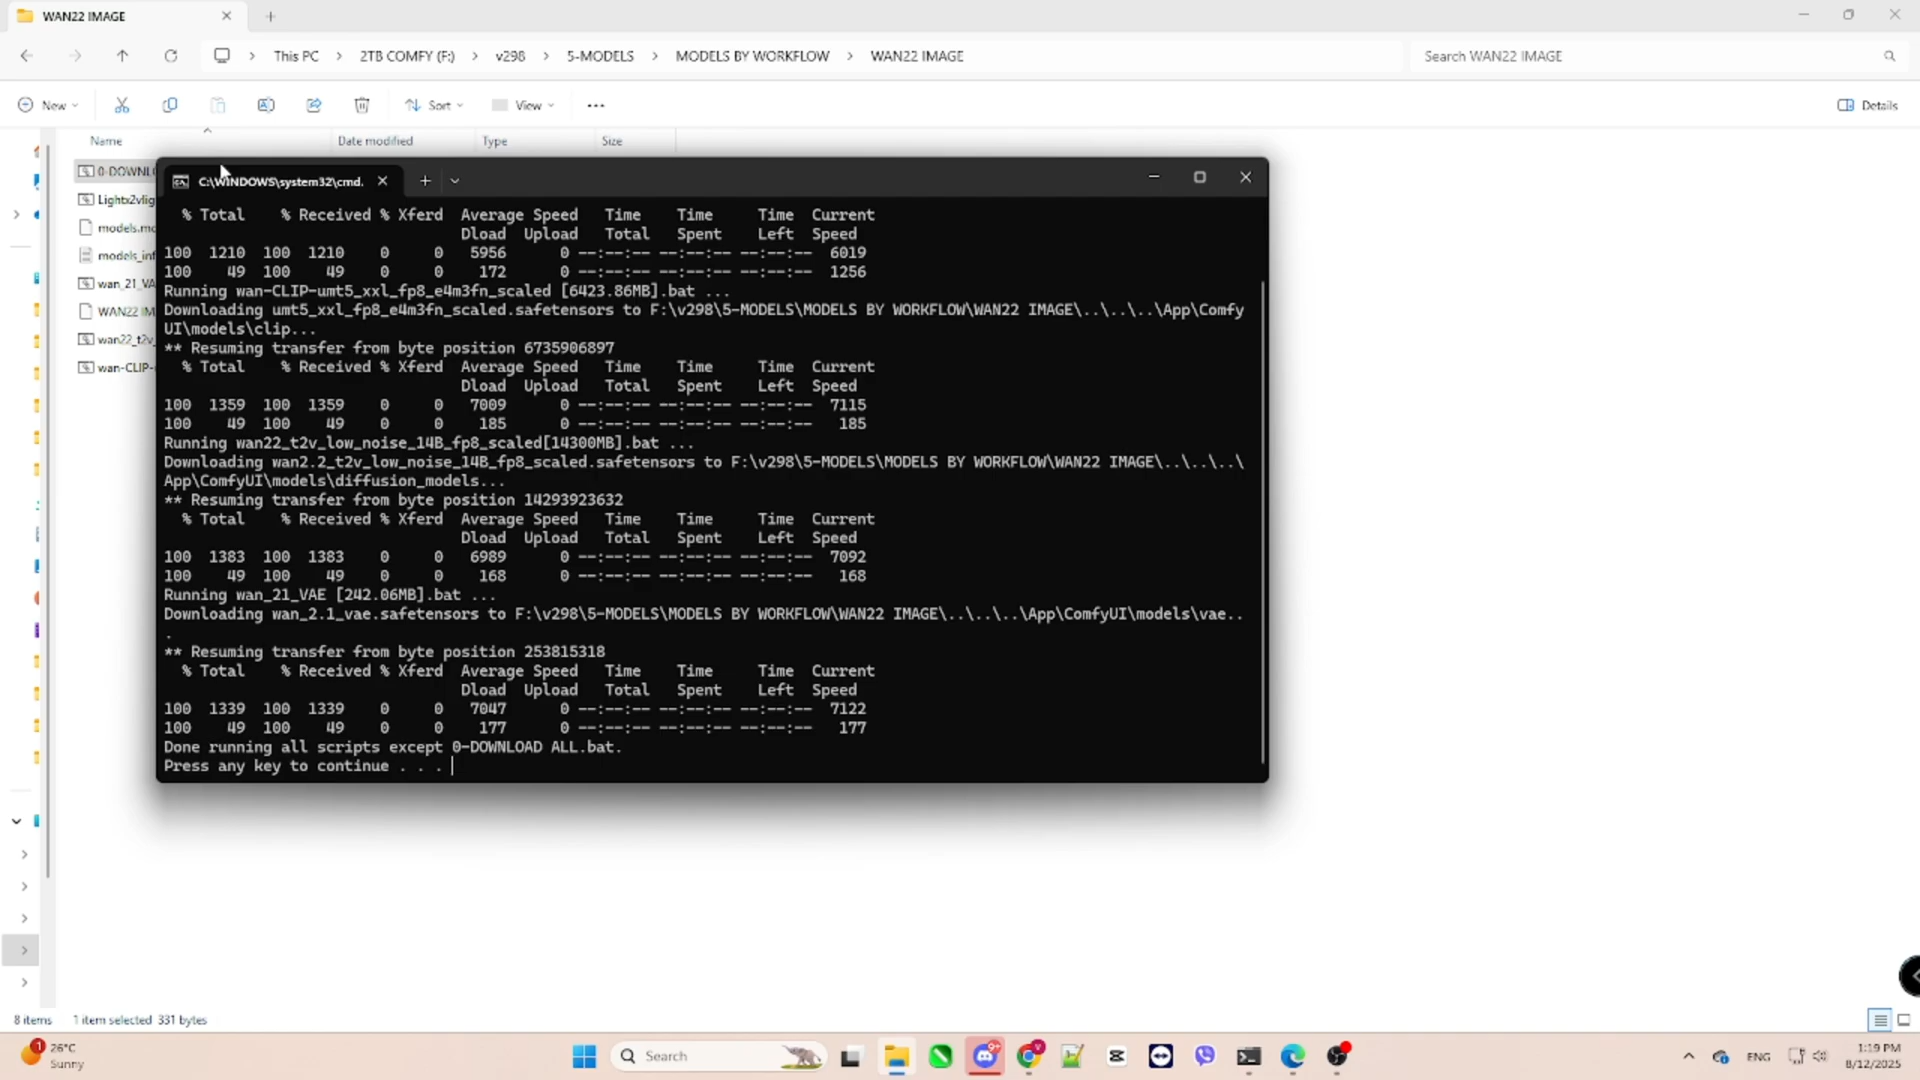 WAN22 IMAGE
This PC > 2TB COMFY (F:) > v298 > 5-MODELS > MODELS BY WORKFLOW > WAN22 IMAGE
Search WAN22 IMAGE
New
Sort
View
Details
Name
Date modified
Type
Size
0-DOWNL
Lightx2vlig
models.mo
models_inf
wan_21_VA
WAN22 IM
wan22_t2v_
wan-CLIP-
C:\WINDOWS\system32\cmd.
% Total % Received % Xferd Average Speed Time Time Time Current
Dload Upload Total Spent Left Speed
100 1210 100 1210 0 0 5956 0 --:--:-- --:--:-- --:--:-- 6019
100 49 100 49 0 0 172 0 --:--:-- --:--:-- --:--:-- 1256
Running wan-CLIP-umt5_xxl_fp8_e4m3fn_scaled [6423.86MB].bat ...
Downloading umt5_xxl_fp8_e4m3fn_scaled.safetensors to F:\v298\5-MODELS\MODELS BY WORKFLOW\WAN22 IMAGE\..\..\..\App\Comfy
UI\models\clip...
** Resuming transfer from byte position 6735906897
% Total % Received % Xferd Average Speed Time Time Time Current
Dload Upload Total Spent Left Speed
100 1359 100 1359 0 0 7009 0 --:--:-- --:--:-- --:--:-- 7115
100 49 100 49 0 0 185 0 --:--:-- --:--:-- --:--:-- 185
Running wan22_t2v_low_noise_14B_fp8_scaled[14300MB].bat ...
Downloading wan2.2_t2v_low_noise_14B_fp8_scaled.safetensors to F:\v298\5-MODELS\MODELS BY WORKFLOW\WAN22 IMAGE\..\..\..\
App\ComfyUI\models\diffusion_models...
** Resuming transfer from byte position 14293923632
% Total % Received % Xferd Average Speed Time Time Time Current
Dload Upload Total Spent Left Speed
100 1383 100 1383 0 0 6989 0 --:--:-- --:--:-- --:--:-- 7092
100 49 100 49 0 0 168 0 --:--:-- --:--:-- --:--:-- 168
Running wan_21_VAE [242.06MB].bat ...
Downloading wan_2.1_vae.safetensors to F:\v298\5-MODELS\MODELS BY WORKFLOW\WAN22 IMAGE\..\..\..\App\ComfyUI\models\vae..
.
** Resuming transfer from byte position 253815318
% Total % Received % Xferd Average Speed Time Time Time Current
Dload Upload Total Spent Left Speed
100 1339 100 1339 0 0 7047 0 --:--:-- --:--:-- --:--:-- 7122
100 49 100 49 0 0 177 0 --:--:-- --:--:-- --:--:-- 177
Done running all scripts except 0-DOWNLOAD ALL.bat.
Press any key to continue . . .
8 items
1 item selected 331 bytes
1
26°C
Sunny
Search
9+
ENG
1:19 PM
8/12/2025